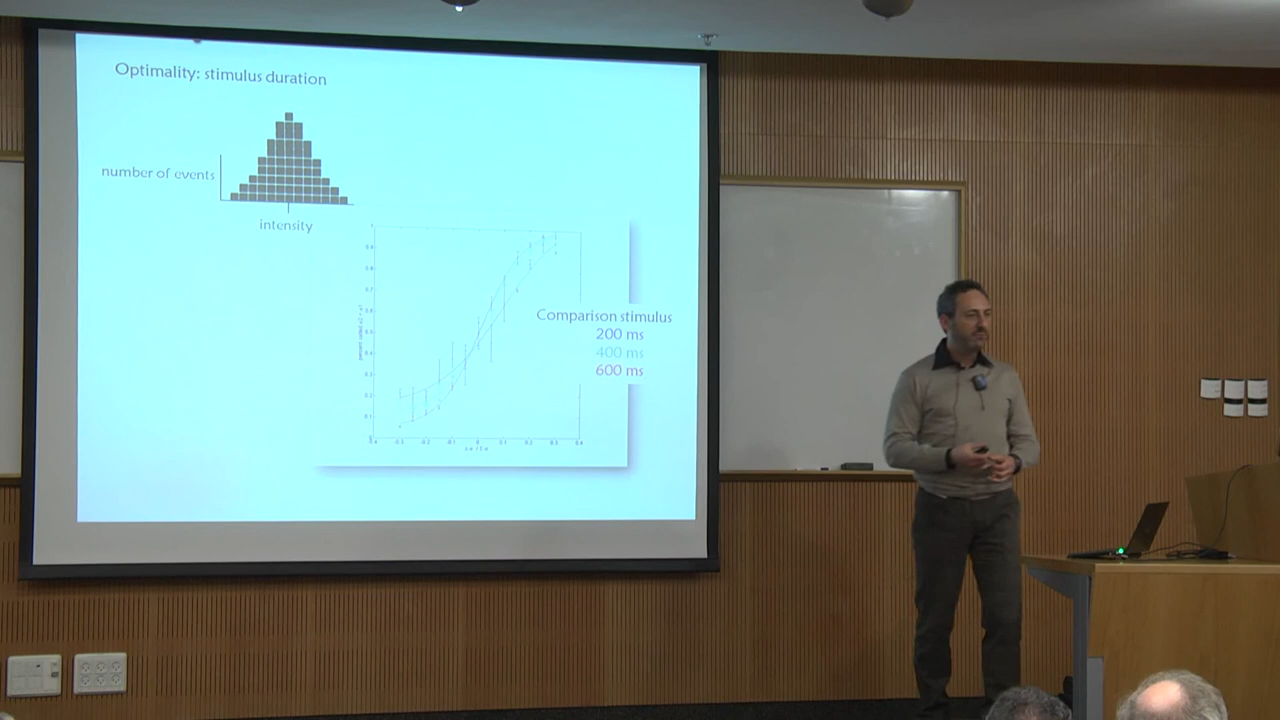 Optimality: stimulus duration
number of events
intensity
Comparison stimulus
200 ms
400 ms
600 ms